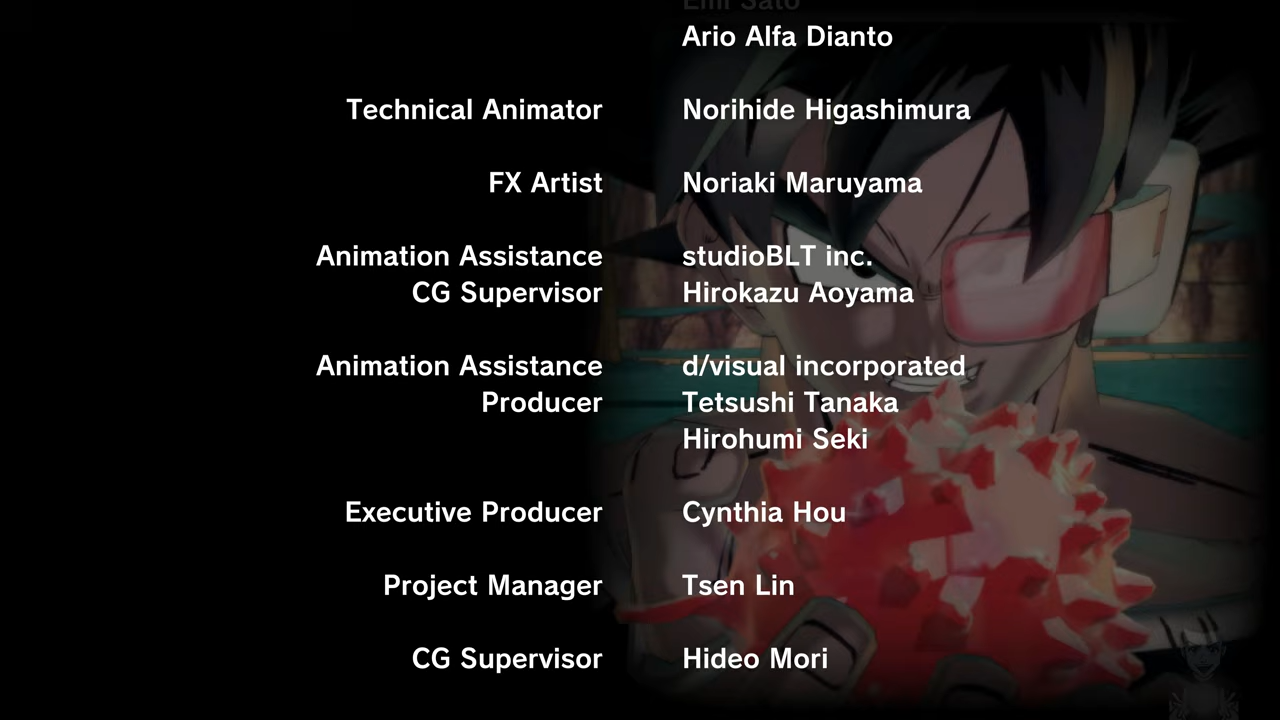 Emi Sato
Ario Alfa Dianto
Technical Animator Norihide Higashimura
FX Artist Noriaki Maruyama
Animation Assistance studioBLT inc.
CG Supervisor Hirokazu Aoyama
Animation Assistance d/visual incorporated
Producer Tetsushi Tanaka
Hirohumi Seki
Executive Producer Cynthia Hou
Project Manager Tsen Lin
CG Supervisor Hideo Mori